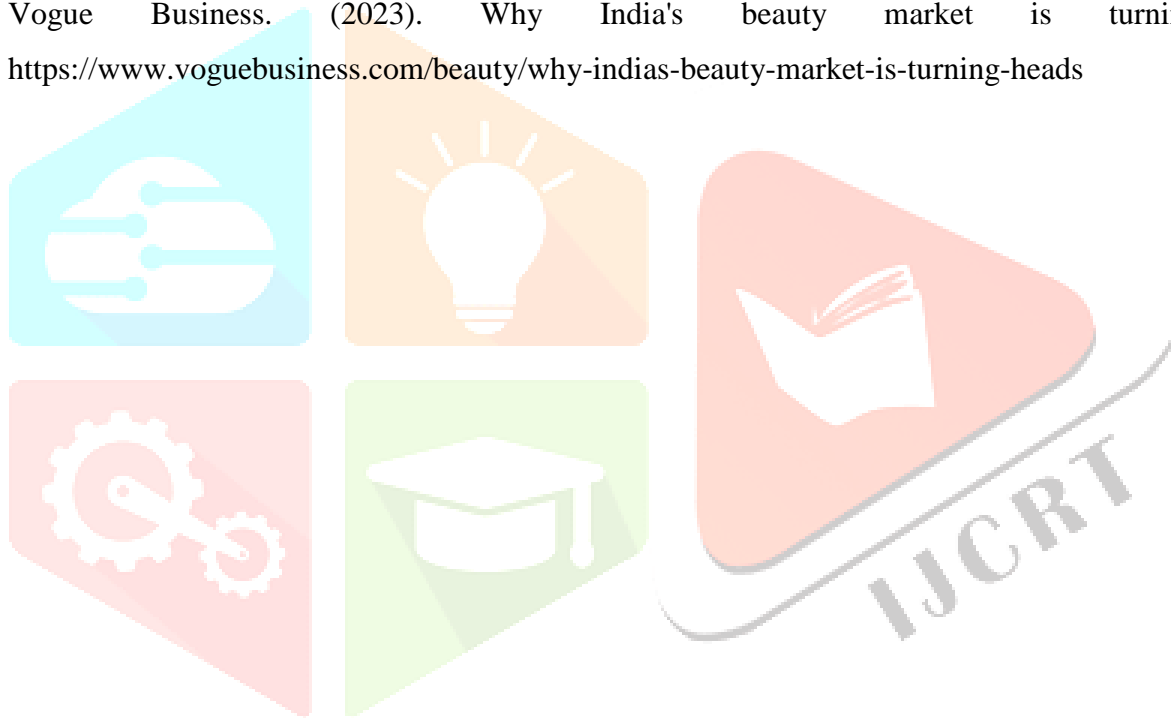 Vogue Business. (2023). Why India's beauty market is
https://www.voguebusiness.com/beauty/why-indias-beauty-market-is-turning-heads
IJCRT